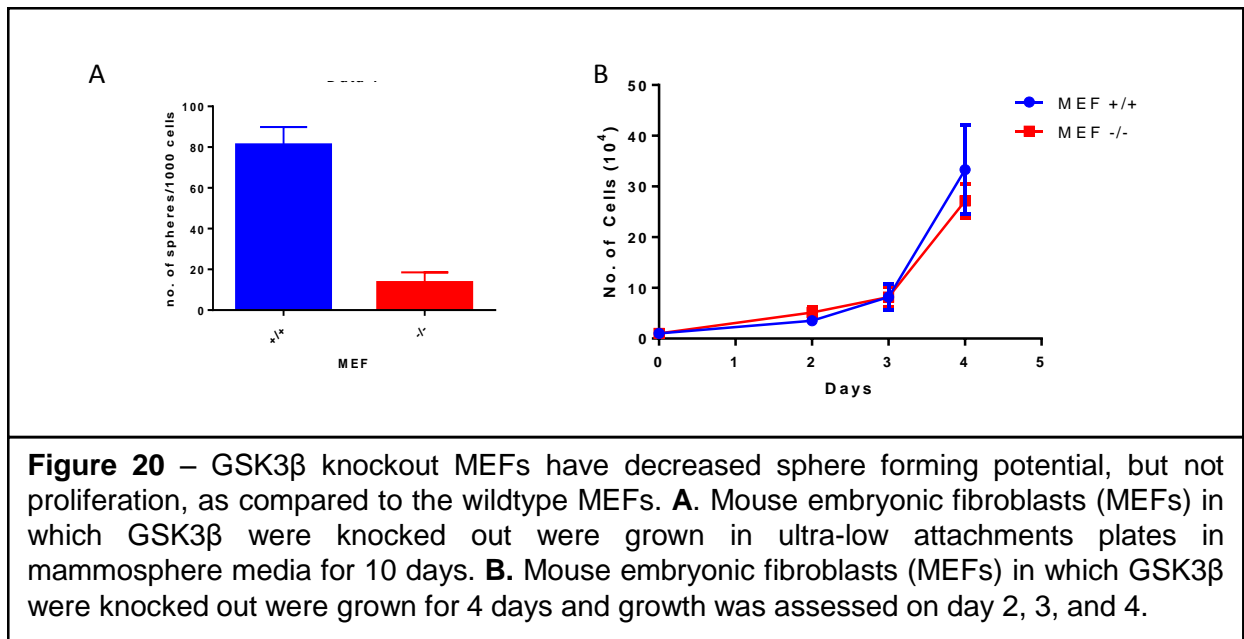 A
100
80
60
40
20
0
no. of spheres/1000 cells
+/+
-/-
MEF
B
50
40
30
20
10
0
No. of Cells (10⁴)
0 1 2 3 4 5
Days
MEF +/+
MEF -/-
Figure 20 – GSK3β knockout MEFs have decreased sphere forming potential, but not
proliferation, as compared to the wildtype MEFs. A. Mouse embryonic fibroblasts (MEFs) in
which GSK3β were knocked out were grown in ultra-low attachments plates in
mammosphere media for 10 days. B. Mouse embryonic fibroblasts (MEFs) in which GSK3β
were knocked out were grown for 4 days and growth was assessed on day 2, 3, and 4.